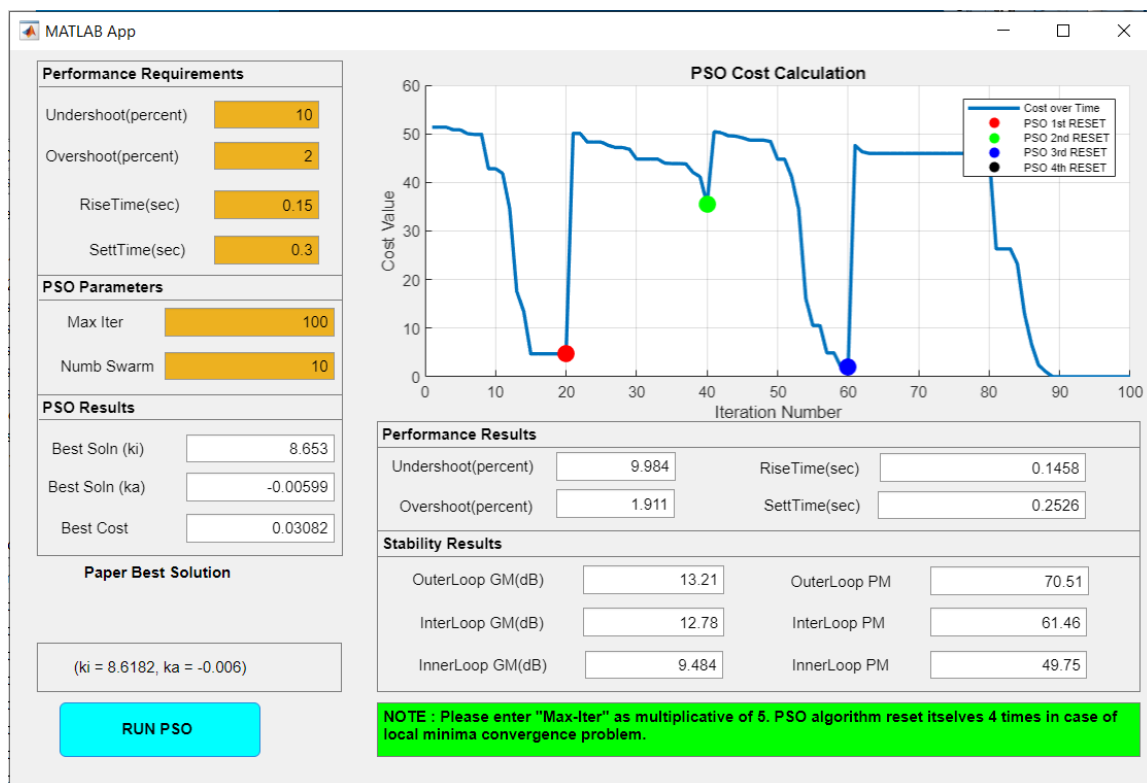 MATLAB App
Performance Requirements
Undershoot(percent) 10
Overshoot(percent) 2
RiseTime(sec) 0.15
SettTime(sec) 0.3
PSO Parameters
Max Iter 100
Numb Swarm 10
PSO Results
Best Soln (ki) 8.653
Best Soln (ka) -0.00599
Best Cost 0.03082
Paper Best Solution
(ki = 8.6182, ka = -0.006)
RUN PSO
PSO Cost Calculation
Cost Value
60
50
40
30
20
10
0
0 10 20 30 40 50 60 70 80 90 100
Iteration Number
Cost over Time
PSO 1st RESET
PSO 2nd RESET
PSO 3rd RESET
PSO 4th RESET
Performance Results
Undershoot(percent) 9.984 RiseTime(sec) 0.1458
Overshoot(percent) 1.911 SettTime(sec) 0.2526
Stability Results
OuterLoop GM(dB) 13.21 OuterLoop PM 70.51
InterLoop GM(dB) 12.78 InterLoop PM 61.46
InnerLoop GM(dB) 9.484 InnerLoop PM 49.75
NOTE : Please enter "Max-Iter" as multiplicative of 5. PSO algorithm reset itselves 4 times in case of
local minima convergence problem.